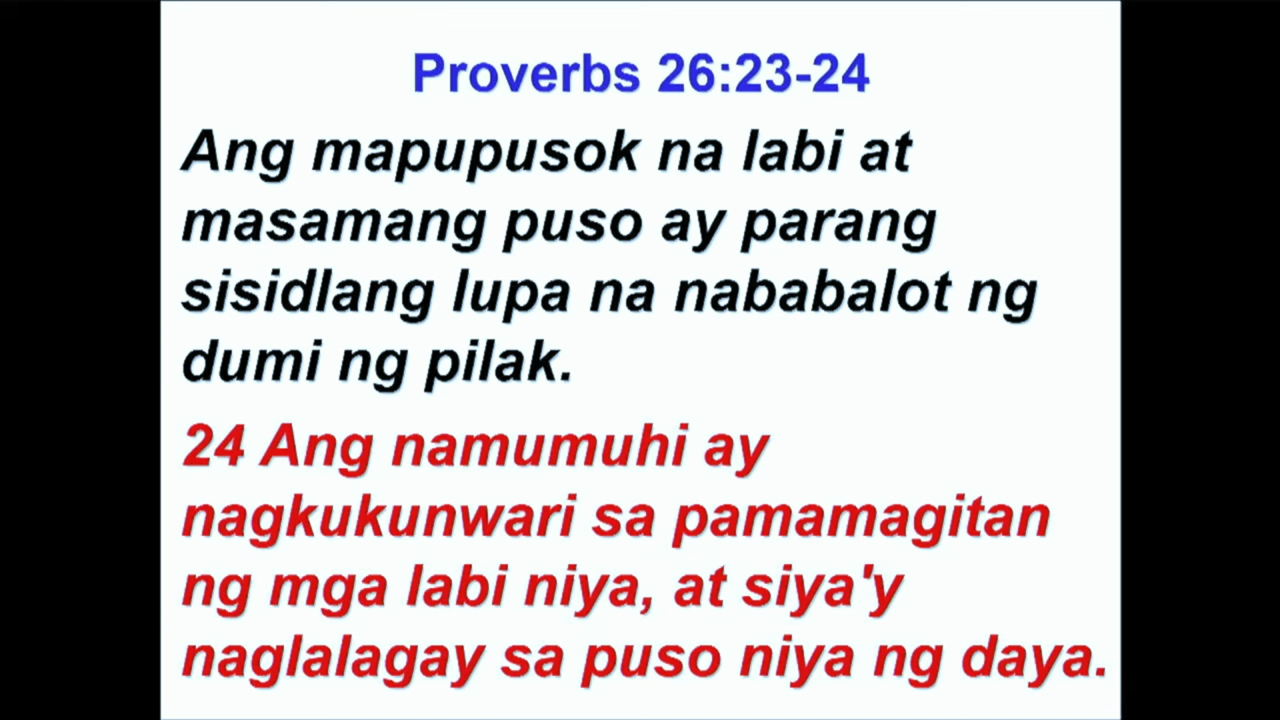 Proverbs 26:23-24
Ang mapupusok na labi at
masamang puso ay parang
sisidlang lupa na nababalot ng
dumi ng pilak.
24 Ang namumuhi ay
nagkukunwari sa pamamagitan
ng mga labi niya, at siya'y
naglalagay sa puso niya ng daya.